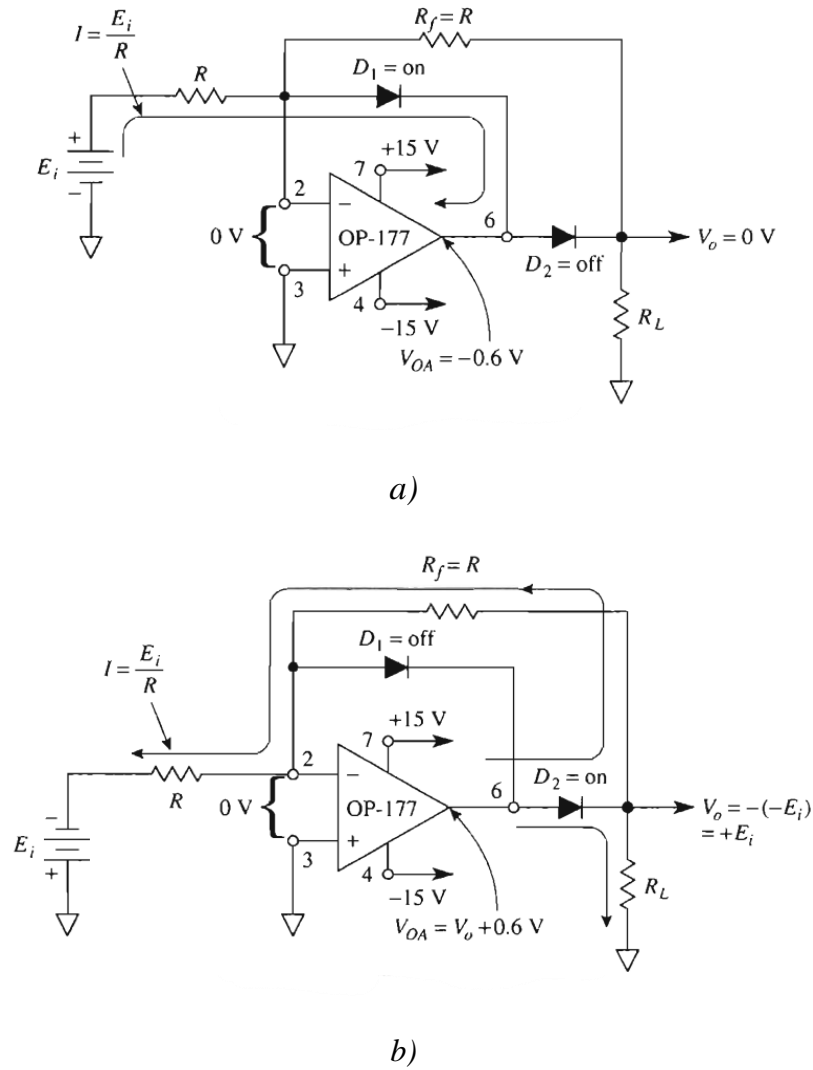 R_f = R
I = E_i / R
R
D_1 = on
+15 V
7
+
E_i
−
2
−
0 V
OP-177
6
V_o = 0 V
+
3
D_2 = off
4
−15 V
R_L
V_OA = −0.6 V
a)
R_f = R
D_1 = off
I = E_i / R
+15 V
7
2
−
6
D_2 = on
R
0 V
OP-177
V_o = −(−E_i)
= +E_i
−
E_i
+
+
3
4
−15 V
R_L
V_OA = V_o + 0.6 V
b)